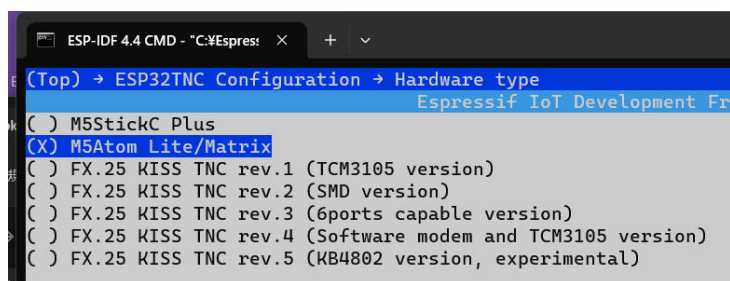 ESP-IDF 4.4 CMD - "C:¥Espres: × + ⌄
(Top) → ESP32TNC Configuration → Hardware type
Espressif IoT Development Fr
( ) M5StickC Plus
(X) M5Atom Lite/Matrix
( ) FX.25 KISS TNC rev.1 (TCM3105 version)
( ) FX.25 KISS TNC rev.2 (SMD version)
( ) FX.25 KISS TNC rev.3 (6ports capable version)
( ) FX.25 KISS TNC rev.4 (Software modem and TCM3105 version)
( ) FX.25 KISS TNC rev.5 (KB4802 version, experimental)